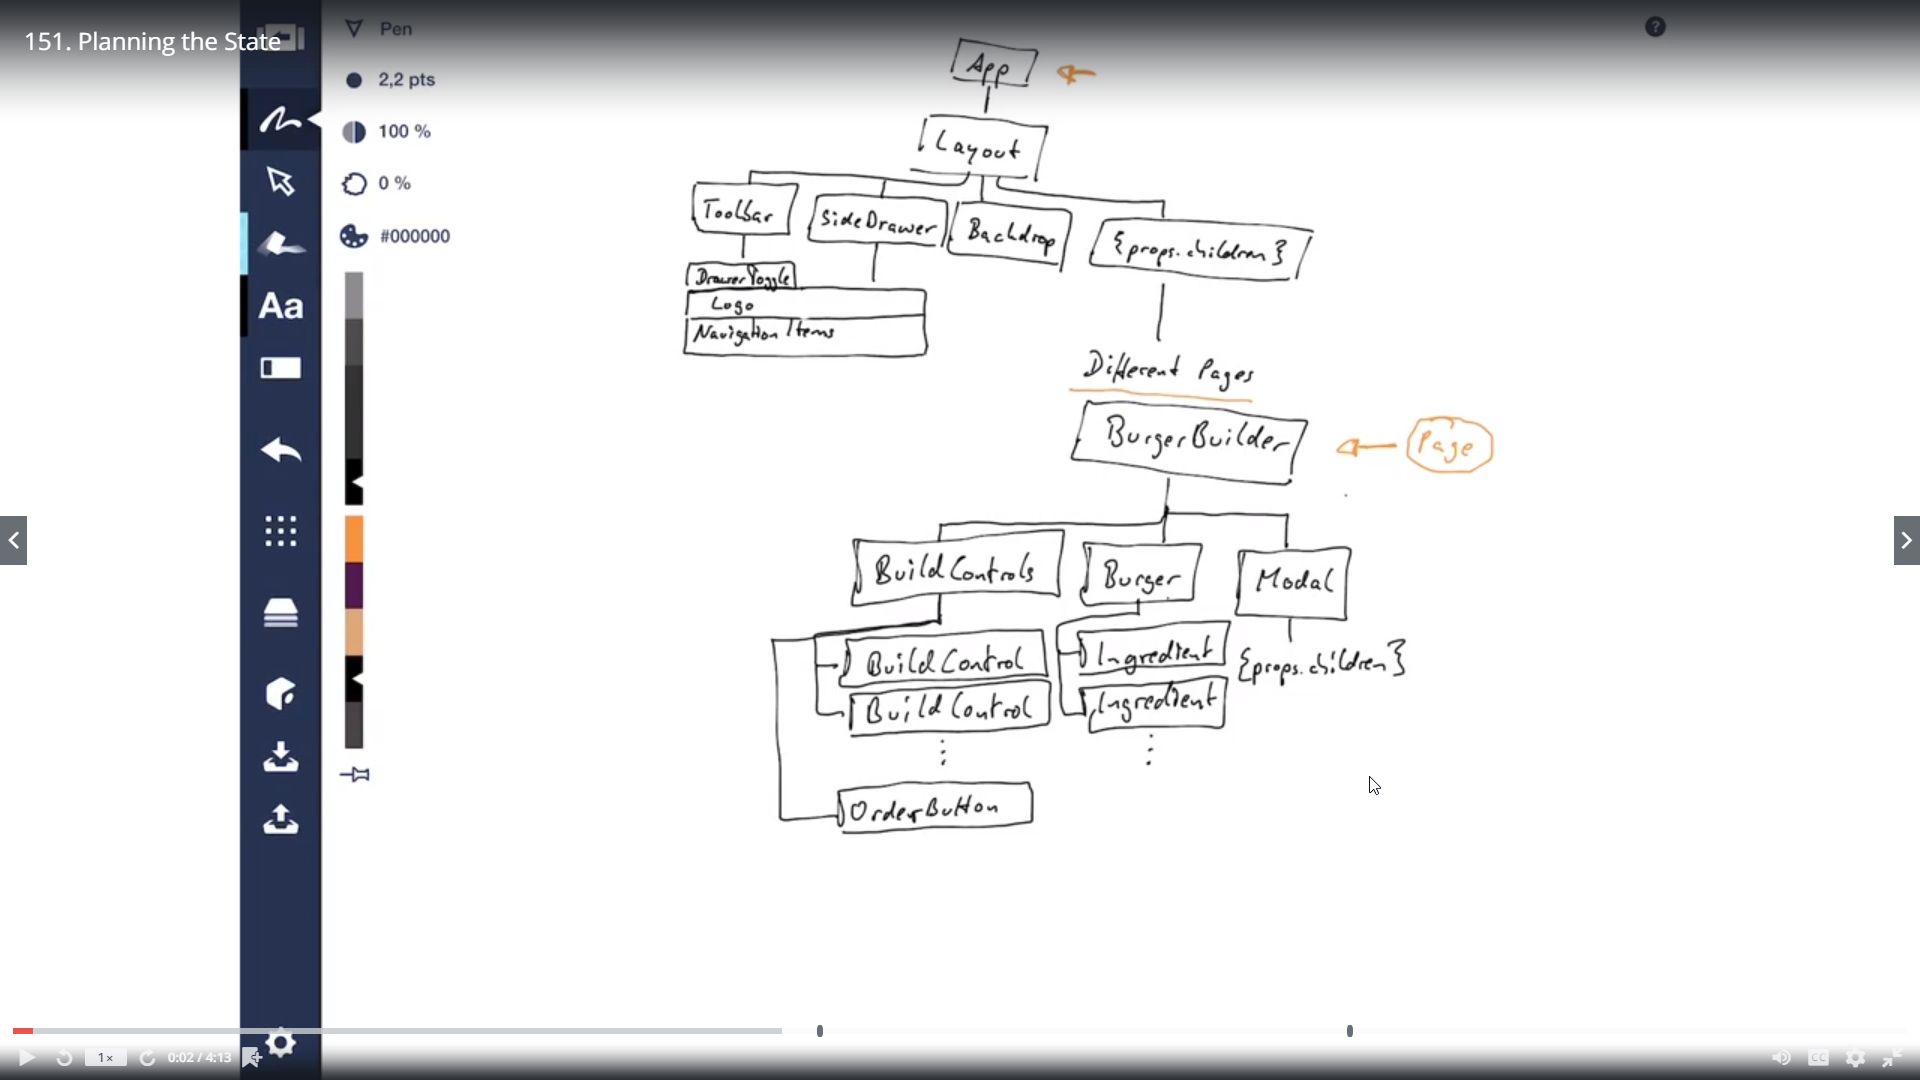 151. Planning the State
Pen
2,2 pts
100 %
0 %
#000000
Aa
?
App
Layout
Toolbar
SideDrawer
Backdrop
{props.children}
DrawerToggle
Logo
Navigation Items
Different Pages
BurgerBuilder
Page
BuildControls
Burger
Modal
BuildControl
Ingredient
{props.children}
BuildControl
Ingredient
OrderButton
1×
0:02 / 4:13
CC